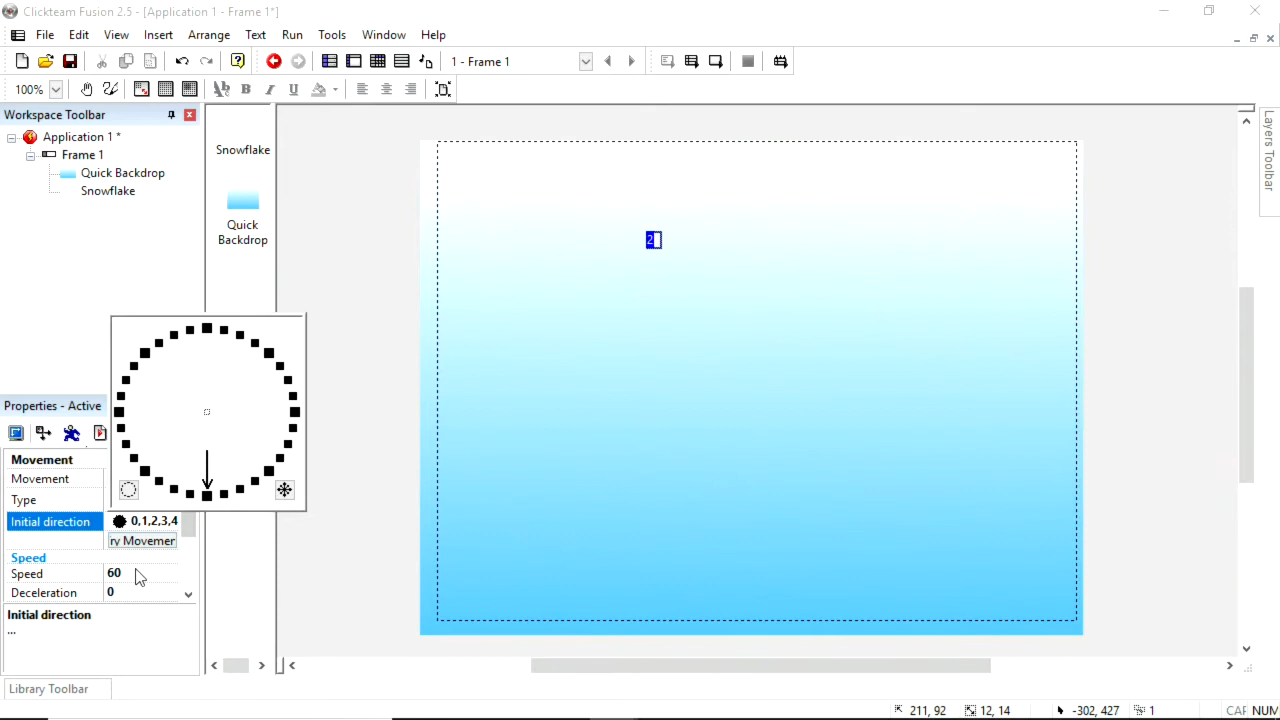 Clickteam Fusion 2.5 - [Application 1 - Frame 1*]
File Edit View Insert Arrange Text Run Tools Window Help
1 - Frame 1
100%
B I U
Workspace Toolbar
Application 1 *
Frame 1
Quick Backdrop
Snowflake
Snowflake
Quick
Backdrop
2
Layers Toolbar
Properties - Active
Movement
Movement
Type
Initial direction 0,1,2,3,4
ry Movemer
Speed
Speed 60
Deceleration 0
Initial direction
...
Library Toolbar
211, 92 12, 14 -302, 427 1 CAF NUM